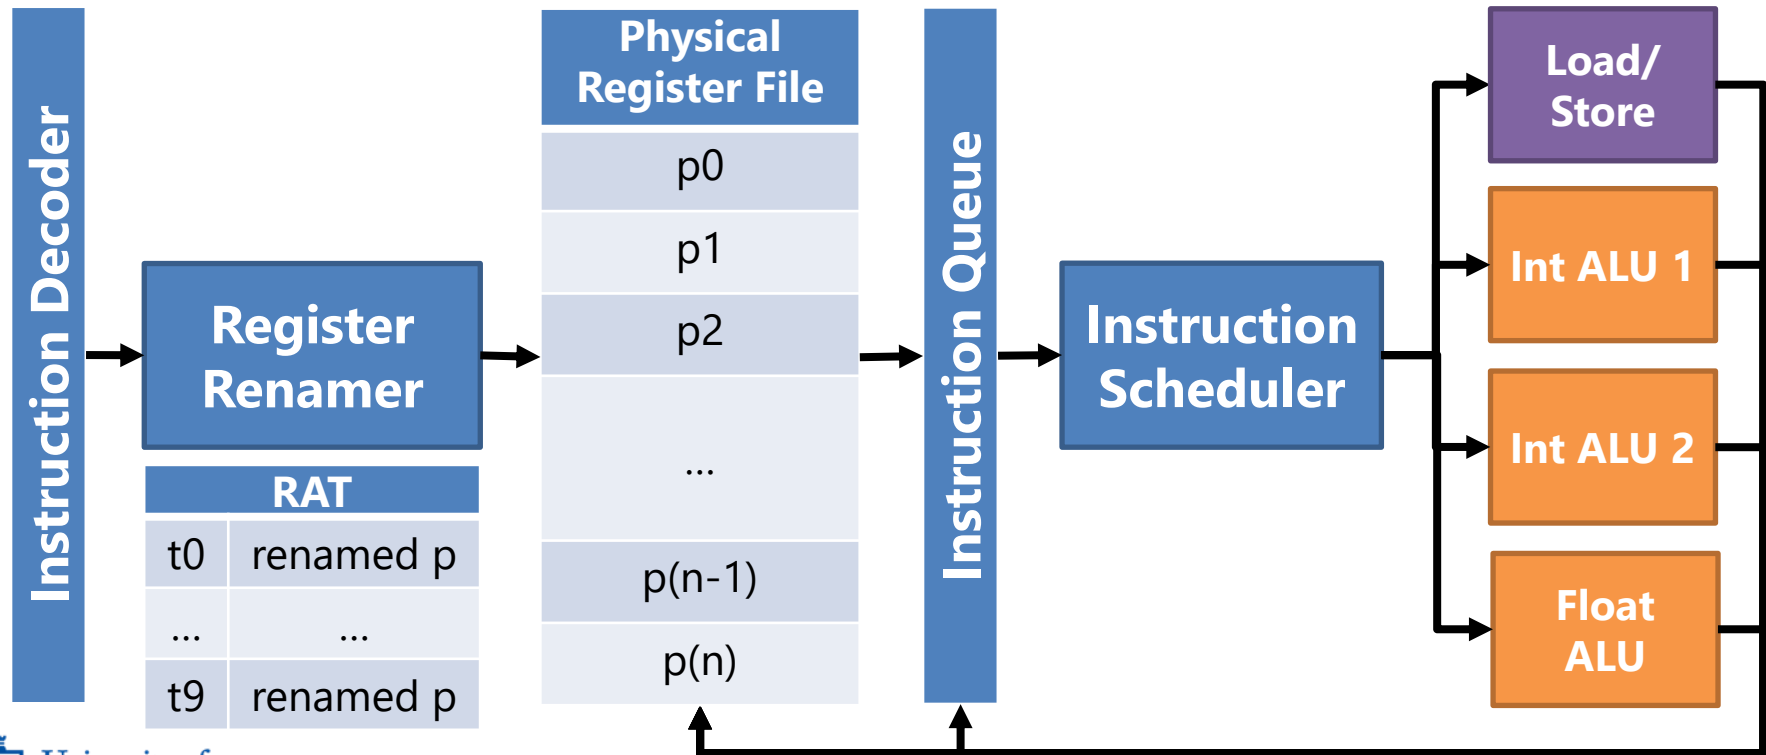 Instruction Decoder
Register
Renamer
RAT
t0 renamed p
... ...
t9 renamed p
Physical
Register File
p0
p1
p2
...
p(n-1)
p(n)
Instruction Queue
Instruction
Scheduler
Load/
Store
Int ALU 1
Int ALU 2
Float
ALU